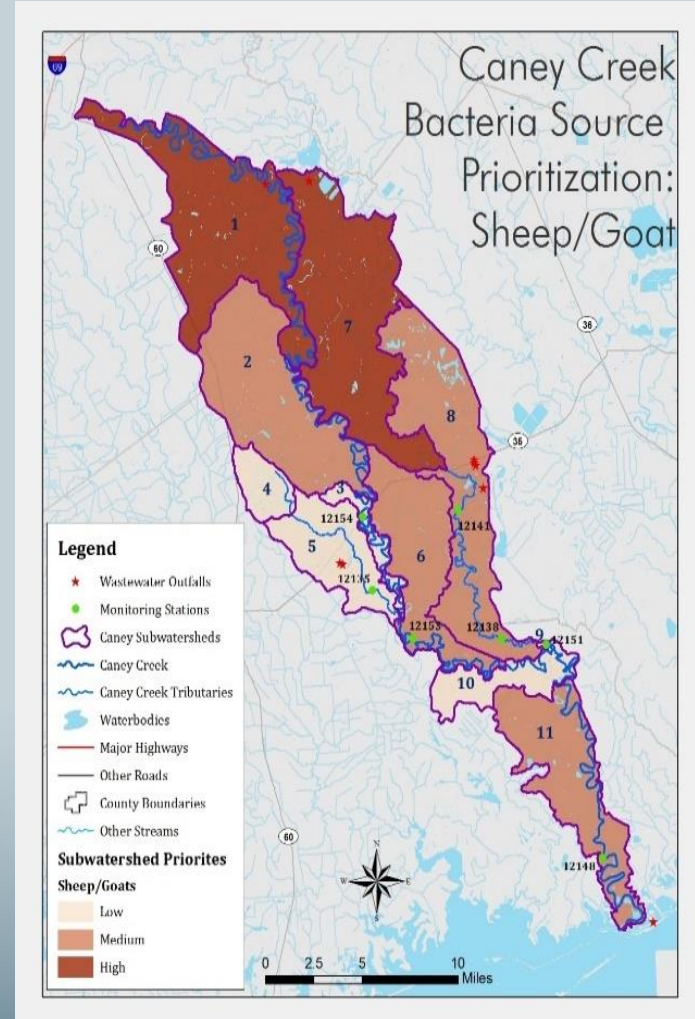 Caney Creek
Bacteria Source
Prioritization:
Sheep/Goat
69
60
36
36
60
1
2
7
8
4
3
5
6
9
10
11
12154
12141
12135
12153
12138
12151
12148
Legend
Wastewater Outfalls
Monitoring Stations
Caney Subwatersheds
Caney Creek
Caney Creek Tributaries
Waterbodies
Major Highways
Other Roads
County Boundaries
Other Streams
Subwatershed Priorites
Sheep/Goats
Low
Medium
High
N
W
E
S
0 2.5 5 10
Miles